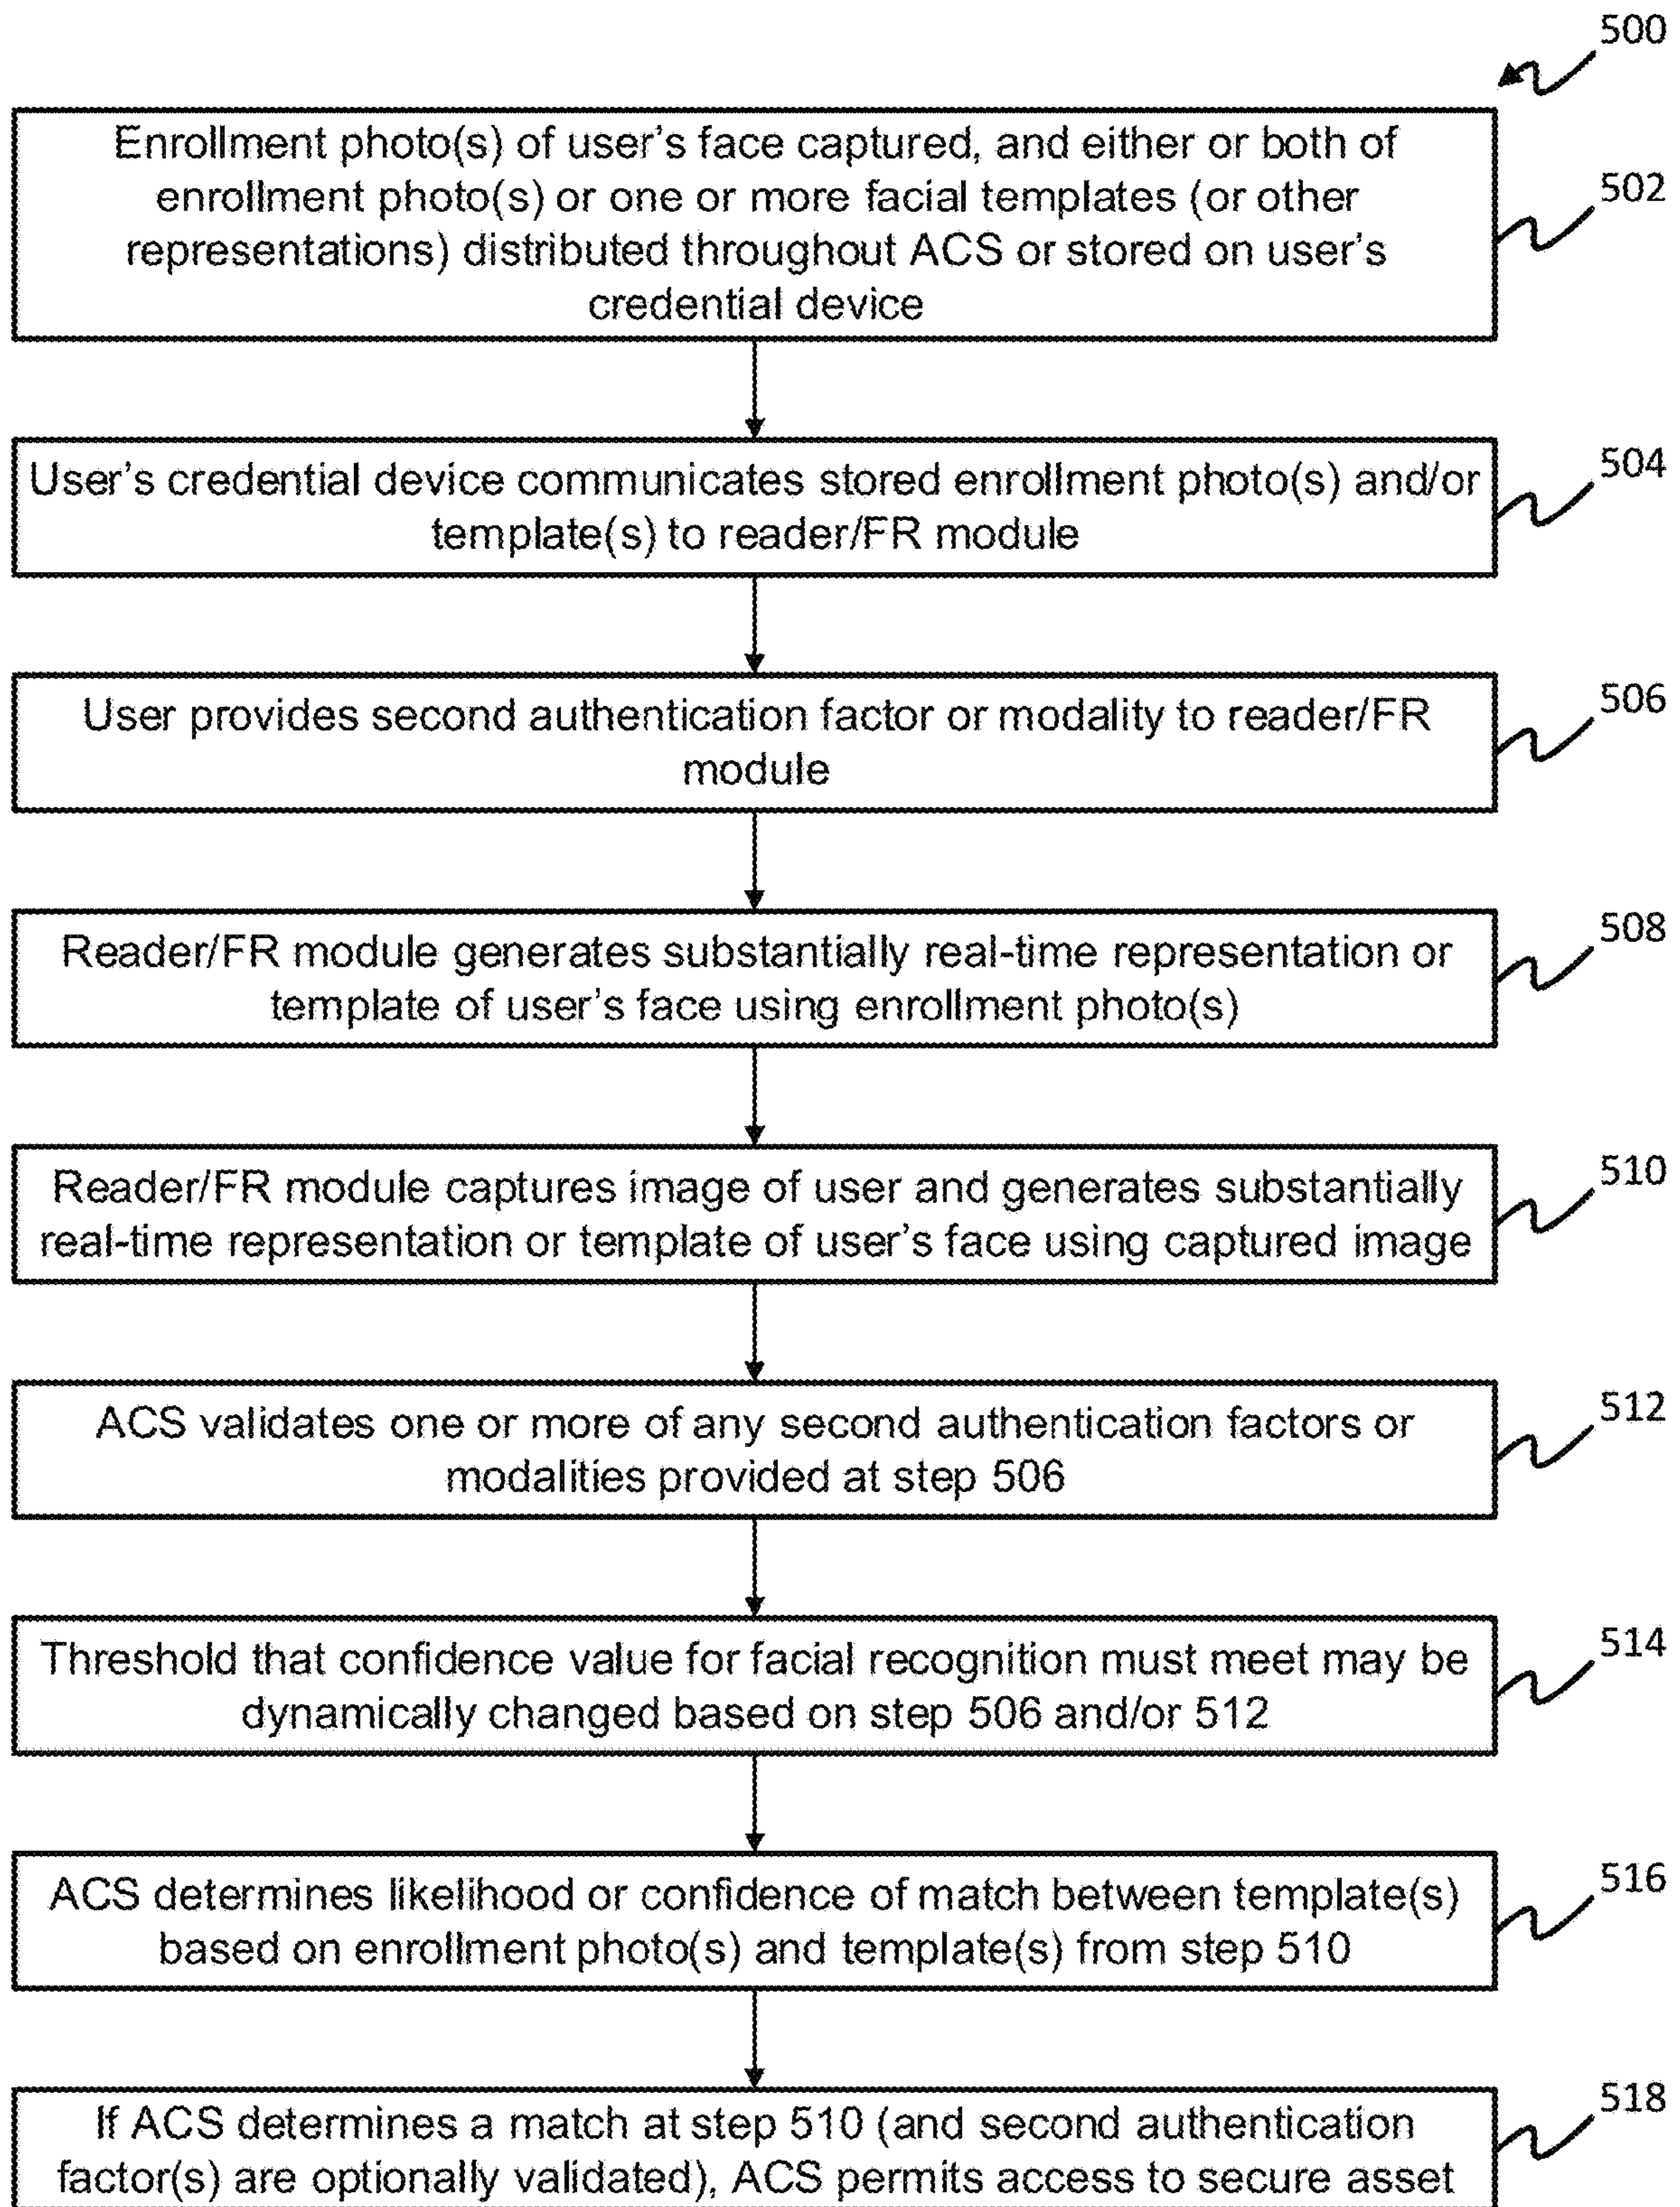 500
Enrollment photo(s) of user's face captured, and either or both of
enrollment photo(s) or one or more facial templates (or other
representations) distributed throughout ACS or stored on user's
credential device
502
User's credential device communicates stored enrollment photo(s) and/or
template(s) to reader/FR module
504
User provides second authentication factor or modality to reader/FR
module
506
Reader/FR module generates substantially real-time representation or
template of user's face using enrollment photo(s)
508
Reader/FR module captures image of user and generates substantially
real-time representation or template of user's face using captured image
510
ACS validates one or more of any second authentication factors or
modalities provided at step 506
512
Threshold that confidence value for facial recognition must meet may be
dynamically changed based on step 506 and/or 512
514
ACS determines likelihood or confidence of match between template(s)
based on enrollment photo(s) and template(s) from step 510
516
If ACS determines a match at step 510 (and second authentication
factor(s) are optionally validated), ACS permits access to secure asset
518